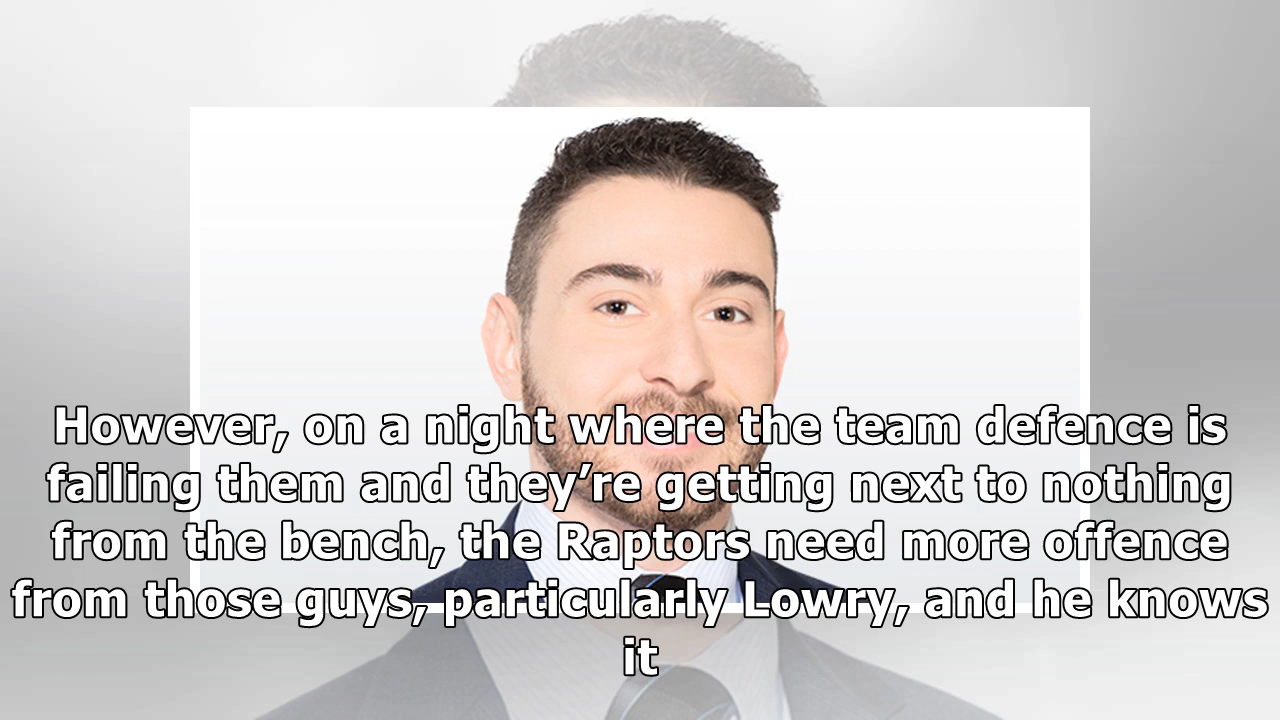 However, on a night where the team defence is
failing them and they’re getting next to nothing
from the bench, the Raptors need more offence
from those guys, particularly Lowry, and he knows
it